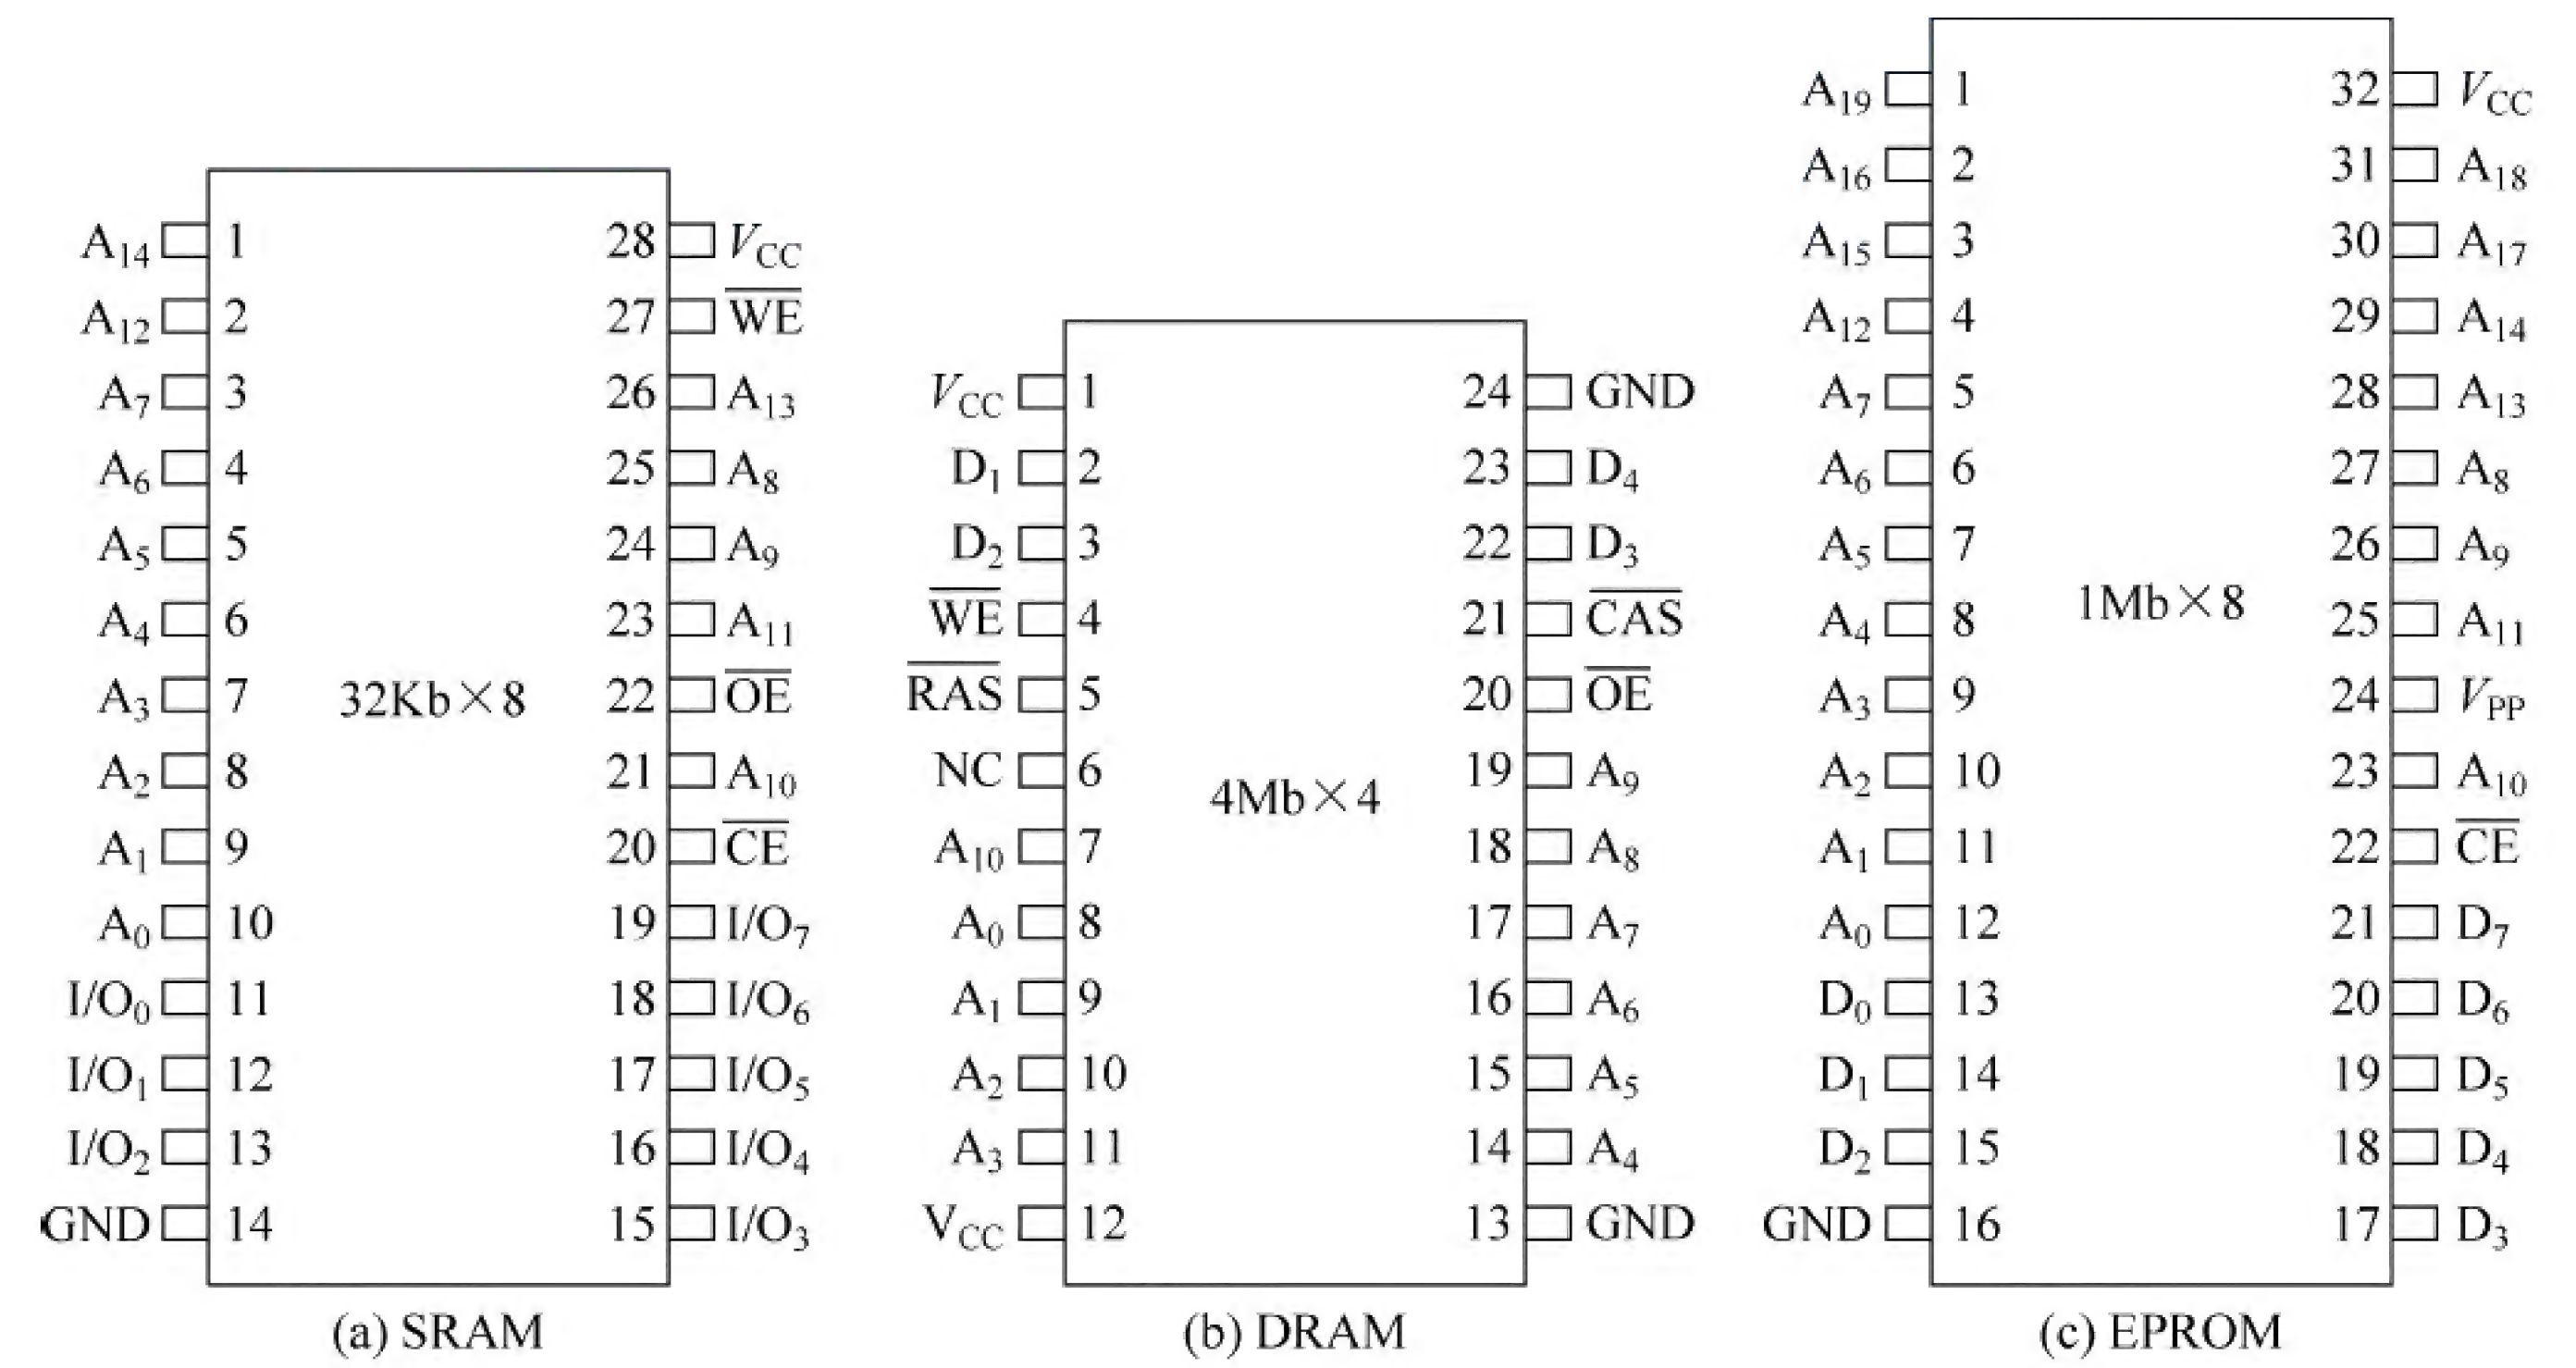 A19 1 32 VCC
A16 2 31 A18
A15 3 30 A17
A12 4 29 A14
A7 5 28 A13
A6 6 27 A8
A5 7 26 A9
A4 8 25 A11
A3 9 24 VPP
A2 10 23 A10
A1 11 22 C̅E̅
A0 12 21 D7
D0 13 20 D6
D1 14 19 D5
D2 15 18 D4
GND 16 17 D3
1Mb×8
(c) EPROM
A14 1 28 VCC
A12 2 27 W̅E̅
A7 3 26 A13
A6 4 25 A8
A5 5 24 A9
A4 6 23 A11
A3 7 22 O̅E̅
A2 8 21 A10
A1 9 20 C̅E̅
A0 10 19 I/O7
I/O0 11 18 I/O6
I/O1 12 17 I/O5
I/O2 13 16 I/O4
GND 14 15 I/O3
32Kb×8
(a) SRAM
VCC 1 24 GND
D1 2 23 D4
D2 3 22 D3
W̅E̅ 4 21 C̅A̅S̅
R̅A̅S̅ 5 20 O̅E̅
NC 6 19 A9
A10 7 18 A8
A0 8 17 A7
A1 9 16 A6
A2 10 15 A5
A3 11 14 A4
VCC 12 13 GND
4Mb×4
(b) DRAM